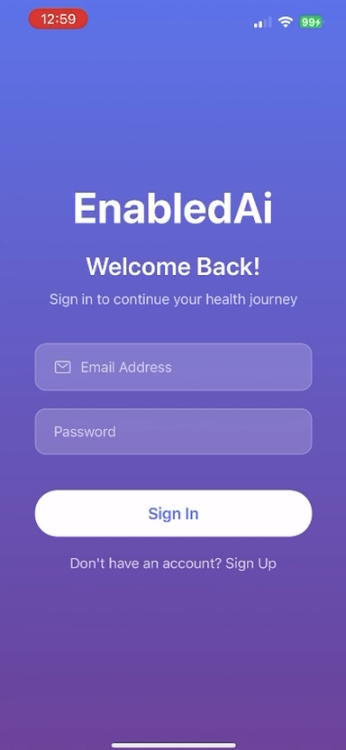 12:59
99
EnabledAi
Welcome Back!
Sign in to continue your health journey
Email Address
Password
Sign In
Don't have an account? Sign Up